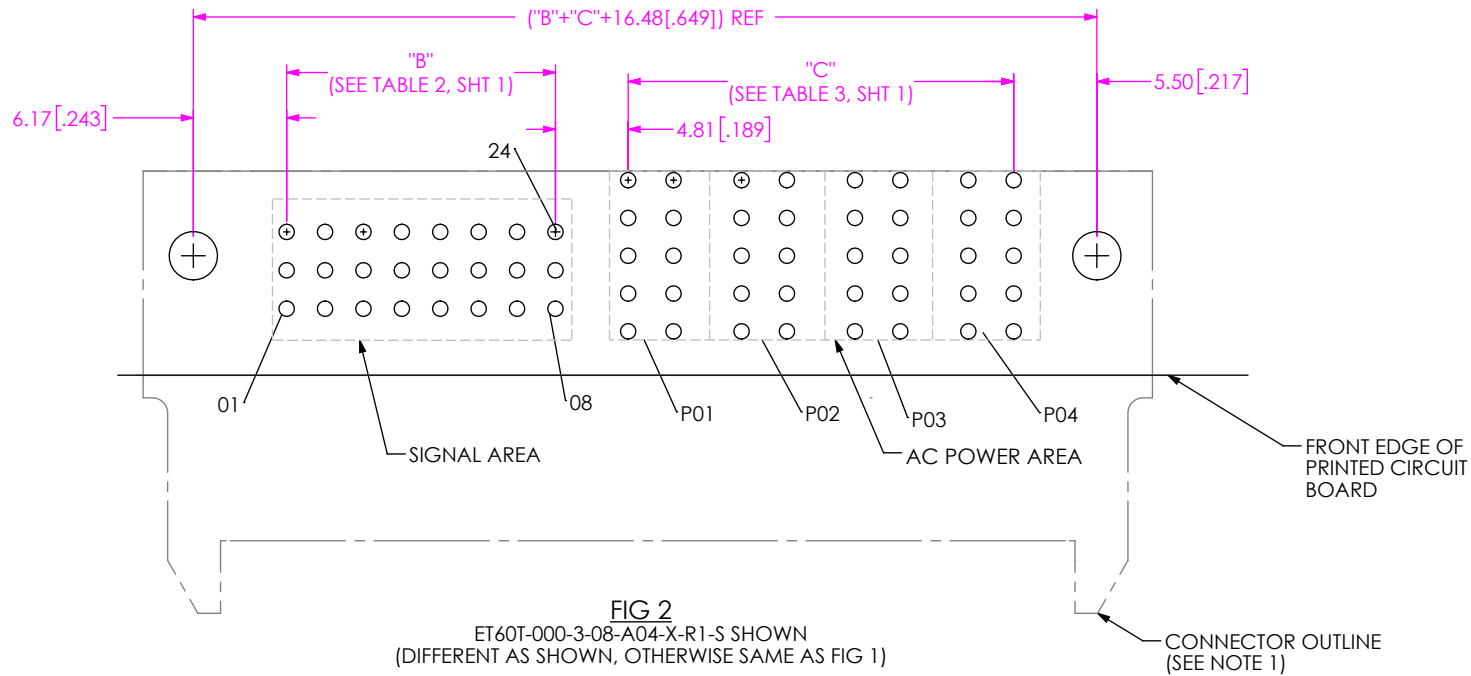 ("B"+"C"+16.48[.649]) REF
"B"
(SEE TABLE 2, SHT 1)
"C"
(SEE TABLE 3, SHT 1)
5.50[.217]
6.17[.243]
4.81[.189]
24
01
08
P01
P02
P03
P04
SIGNAL AREA
AC POWER AREA
FRONT EDGE OF
PRINTED CIRCUIT
BOARD
FIG 2
ET60T-000-3-08-A04-X-R1-S SHOWN
(DIFFERENT AS SHOWN, OTHERWISE SAME AS FIG 1)
CONNECTOR OUTLINE
(SEE NOTE 1)